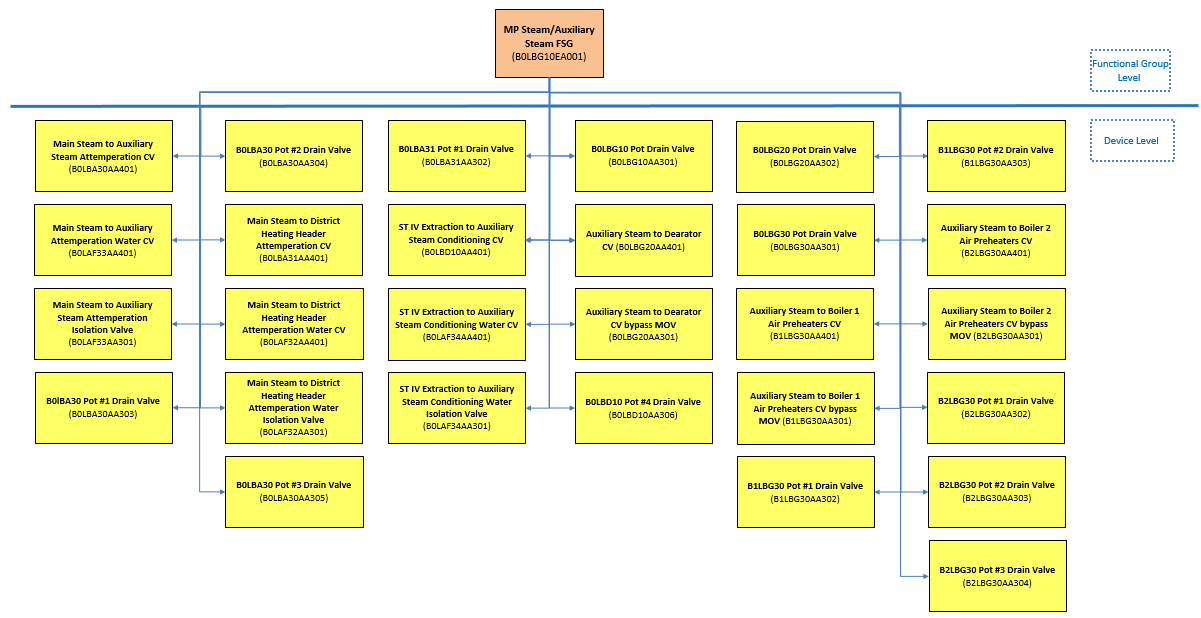 MP Steam/Auxiliary
Steam FSG
(B0LBG10EA001)
Functional Group
Level
Device Level
Main Steam to Auxiliary
Steam Attemperation CV
(B0LBA30AA401)
B0LBA30 Pot #2 Drain Valve
(B0LBA30AA304)
B0LBA31 Pot #1 Drain Valve
(B0LBA31AA302)
B0LBG10 Pot Drain Valve
(B0LBG10AA301)
B0LBG20 Pot Drain Valve
(B0LBG20AA302)
B1LBG30 Pot #2 Drain Valve
(B1LBG30AA303)
Main Steam to Auxiliary
Attemperation Water CV
(B0LAF33AA401)
Main Steam to District
Heating Header
Attemperation CV
(B0LBA31AA401)
ST IV Extraction to Auxiliary
Steam Conditioning CV
(B0LBD10AA401)
Auxiliary Steam to Dearator
CV (B0LBG20AA401)
B0LBG30 Pot Drain Valve
(B0LBG30AA301)
Auxiliary Steam to Boiler 2
Air Preheaters CV
(B2LBG30AA401)
Main Steam to Auxiliary
Steam Attemperation
Isolation Valve
(B0LAF33AA301)
Main Steam to District
Heating Header
Attemperation Water CV
(B0LAF32AA401)
ST IV Extraction to Auxiliary
Steam Conditioning Water CV
(B0LAF34AA401)
Auxiliary Steam to Dearator
CV bypass MOV
(B0LBG20AA301)
Auxiliary Steam to Boiler 1
Air Preheaters CV
(B1LBG30AA401)
Auxiliary Steam to Boiler 2
Air Preheaters CV bypass
MOV (B2LBG30AA301)
B0lBA30 Pot #1 Drain Valve
(B0LBA30AA303)
Main Steam to District
Heating Header
Attemperation Water
Isolation Valve
(B0LAF32AA301)
ST IV Extraction to Auxiliary
Steam Conditioning Water
Isolation Valve
(B0LAF34AA301)
B0LBD10 Pot #4 Drain Valve
(B0LBD10AA306)
Auxiliary Steam to Boiler 1
Air Preheaters CV bypass
MOV (B1LBG30AA301)
B2LBG30 Pot #1 Drain Valve
(B2LBG30AA302)
B0LBA30 Pot #3 Drain Valve
(B0LBA30AA305)
B1LBG30 Pot #1 Drain Valve
(B1LBG30AA302)
B2LBG30 Pot #2 Drain Valve
(B2LBG30AA303)
B2LBG30 Pot #3 Drain Valve
(B2LBG30AA304)